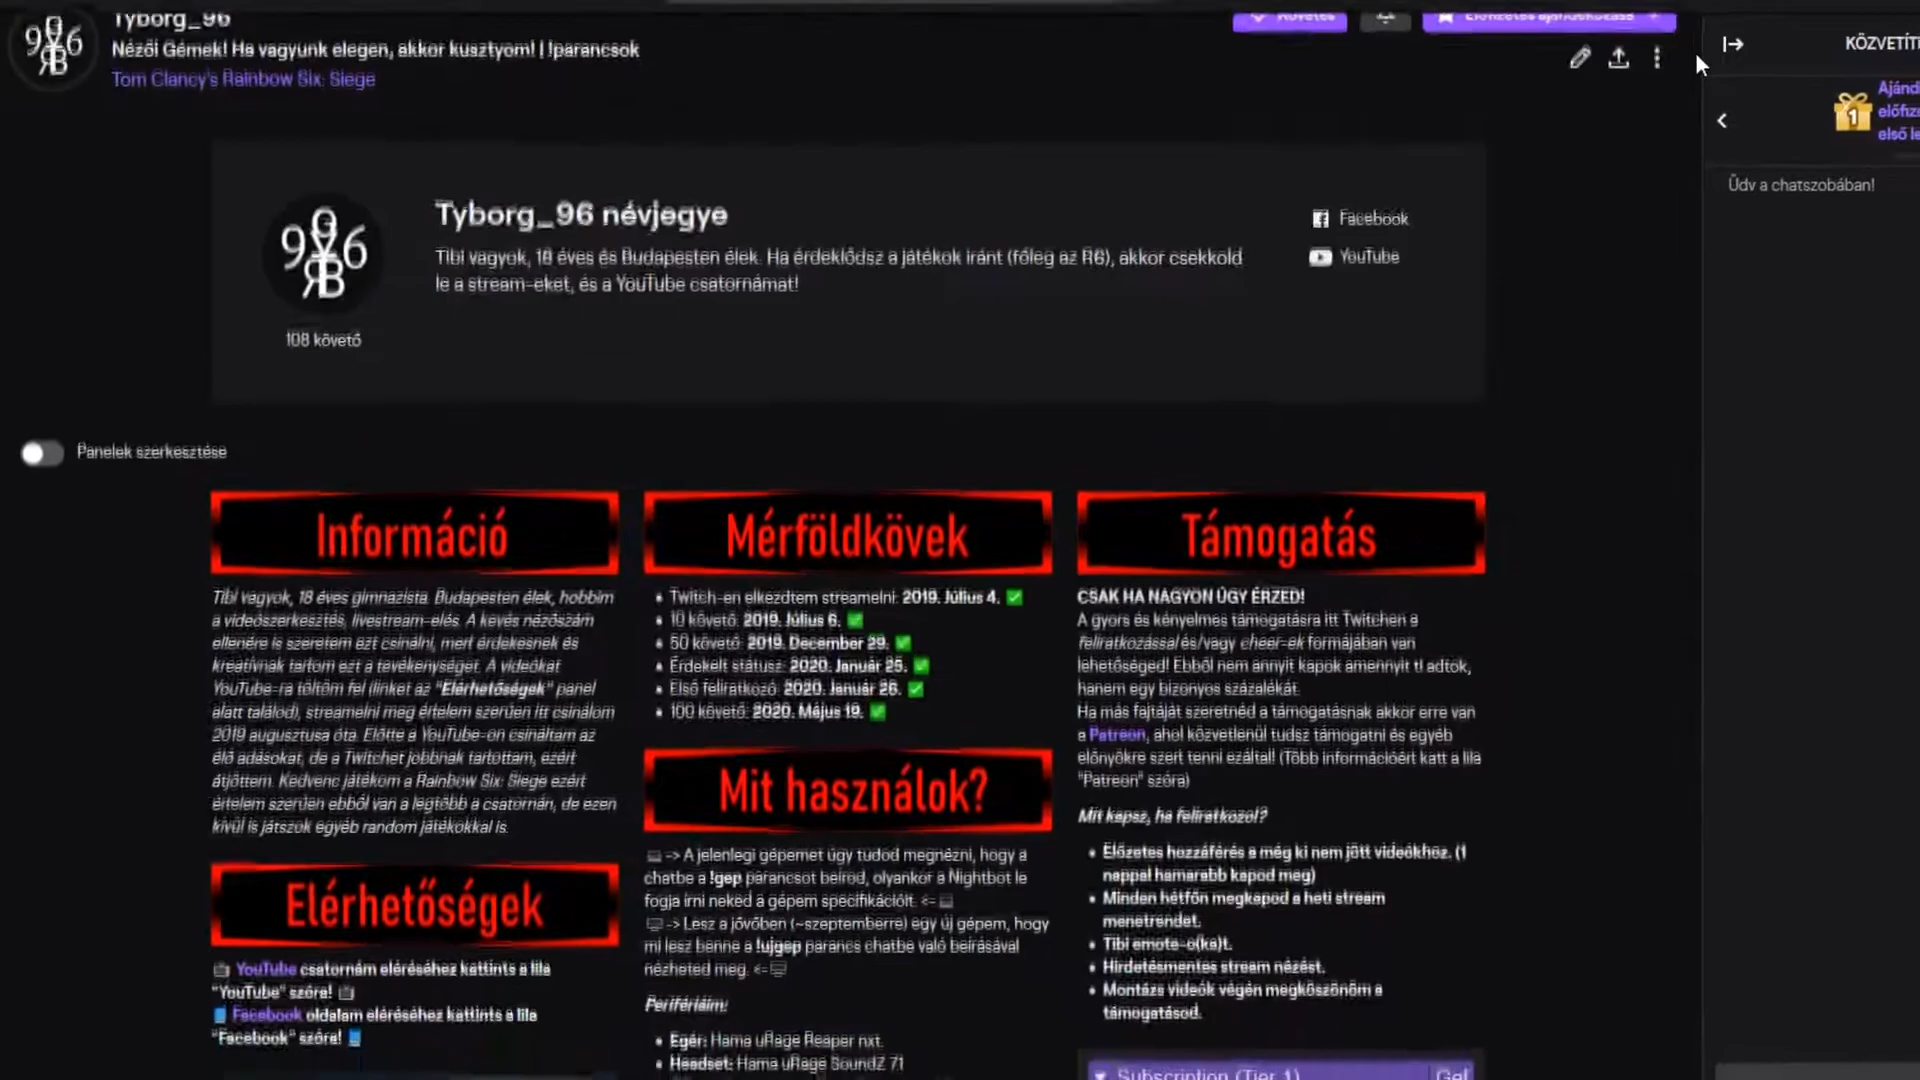 Tyborg_96
Nézői Gémek! Ha vagyunk elegen, akkor kusztyom! | !parancsok
Tom Clancy's Rainbow Six: Siege
Követés
Előfizetés ajándékozása
KÖZVETÍT
Ajánd
előfiz
első le
1
Üdv a chatszobában!
Tyborg_96 névjegye
Tibi vagyok, 18 éves és Budapesten élek. Ha érdeklődsz a játékok iránt (főleg az R6), akkor csekkold
le a stream-eket, és a YouTube csatornámat!
108 követő
Facebook
YouTube
Panelek szerkesztése
Információ
Tibi vagyok, 18 éves gimnazista. Budapesten élek, hobbim
a videószerkesztés, livestream-elés. A kevés nézőszám
ellenére is szeretem ezt csinálni, mert érdekesnek és
kreatívnak tartom ezt a tevékenységet. A videókat
YouTube-ra töltöm fel (linket az "Elérhetőségek" panel
alatt találod), streamelni meg értelem szerűen itt csinálom
2019 augusztusa óta. Előtte a YouTube-on csináltam az
élő adásokat, de a Twitchet jobbnak tartottam, ezért
átjöttem. Kedvenc játékom a Rainbow Six: Siege ezért
értelem szerűen ebből van a legtöbb a csatornán, de ezen
kívül is játszok egyéb random játékokkal is.
Elérhetőségek
YouTube csatornám eléréséhez kattints a lila
"YouTube" szóra!
Facebook oldalam eléréséhez kattints a lila
"Facebook" szóra!
Mérföldkövek
• Twitch-en elkezdtem streamelni: 2019. Július 4. ✅
• 10 követő: 2019. Július 6. ✅
• 50 követő: 2019. December 29. ✅
• Érdekelt státusz: 2020. Január 25. ✅
• Első feliratkozó: 2020. Január 26. ✅
• 100 követő: 2020. Május 19. ✅
Mit használok?
-> A jelenlegi gépemet úgy tudod megnézni, hogy a
chatbe a !gep parancsot beírod, olyankor a Nightbot le
fogja írni neked a gépem specifikációit. <-
-> Lesz a jövőben (~szeptemberre) egy új gépem, hogy
mi lesz benne a !ujgep parancs chatbe való beírásával
nézheted meg. <-
Perifériáim:
• Egér: Hama uRage Reaper nxt.
• Headset: Hama uRage SoundZ 7.1
Támogatás
CSAK HA NAGYON ÚGY ÉRZED!
A gyors és kényelmes támogatásra itt Twitchen a
feliratkozással és/vagy cheer-ek formájában van
lehetőséged! Ebből nem annyit kapok amennyit ti adtok,
hanem egy bizonyos százalékát.
Ha más fajtáját szeretnéd a támogatásnak akkor erre van
a Patreon, ahol közvetlenül tudsz támogatni és egyéb
előnyökre szert tenni ezáltal! (Több információért katt a lila
"Patreon" szóra)
Mit kapsz, ha feliratkozol?
• Előzetes hozzáférés a még ki nem jött videókhoz. (1
nappal hamarabb kapod meg)
• Minden hétfőn megkapod a heti stream
menetrendet.
• Tibi emote-o(ka)t.
• Hirdetésmentes stream nézést.
• Montázs videók végén megköszönöm a
támogatásod.
Subscription (Tier 1)
Get